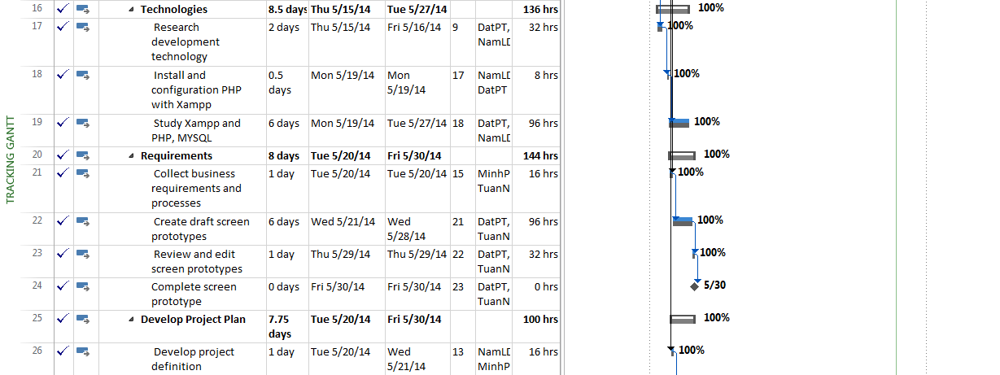 TRACKING GANTT
16 Technologies 8.5 days Thu 5/15/14 Tue 5/27/14 136 hrs 100%
17 Research 2 days Thu 5/15/14 Fri 5/16/14 9 DatPT, 32 hrs 100%
development NamLD
technology
18 Install and 0.5 Mon 5/19/14 Mon 17 NamLD 8 hrs 100%
configuration PHP days 5/19/14 DatPT
with Xampp
19 Study Xampp and 6 days Mon 5/19/14 Tue 5/27/14 18 DatPT, 96 hrs 100%
PHP, MYSQL NamLD
20 Requirements 8 days Tue 5/20/14 Fri 5/30/14 144 hrs 100%
21 Collect business 1 day Tue 5/20/14 Tue 5/20/14 15 MinhP 16 hrs 100%
requirements and TuanN
processes
22 Create draft screen 6 days Wed 5/21/14 Wed 21 DatPT, 96 hrs 100%
prototypes 5/28/14 TuanN
23 Review and edit 1 day Thu 5/29/14 Thu 5/29/14 22 DatPT, 32 hrs 100%
screen prototypes TuanN
24 Complete screen 0 days Fri 5/30/14 Fri 5/30/14 23 DatPT, 0 hrs 5/30
prototype TuanN
25 Develop Project Plan 7.75 Tue 5/20/14 Fri 5/30/14 100 hrs 100%
days
26 Develop project 1 day Tue 5/20/14 Wed 13 NamLD 16 hrs 100%
definition 5/21/14 MinhP